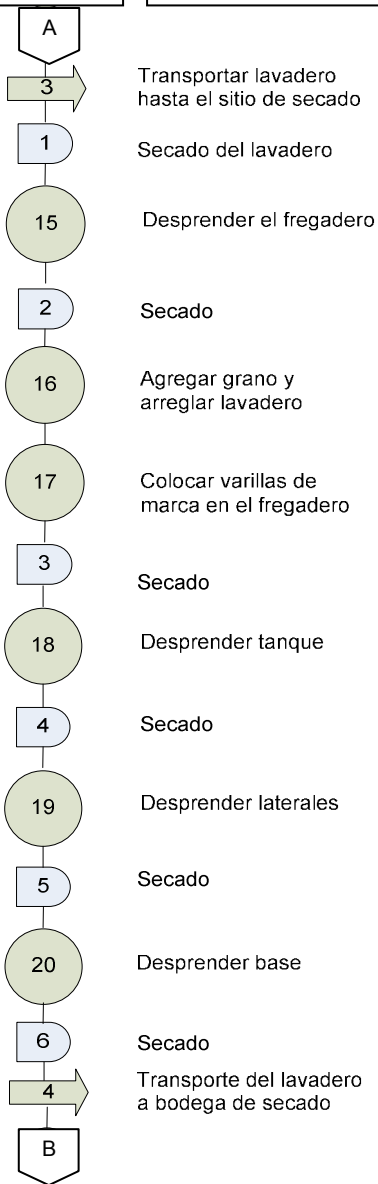 A
3
Transportar lavadero
hasta el sitio de secado
1
Secado del lavadero
15
Desprender el fregadero
2
Secado
16
Agregar grano y
arreglar lavadero
17
Colocar varillas de
marca en el fregadero
3
Secado
18
Desprender tanque
4
Secado
19
Desprender laterales
5
Secado
20
Desprender base
6
Secado
4
Transporte del lavadero
a bodega de secado
B